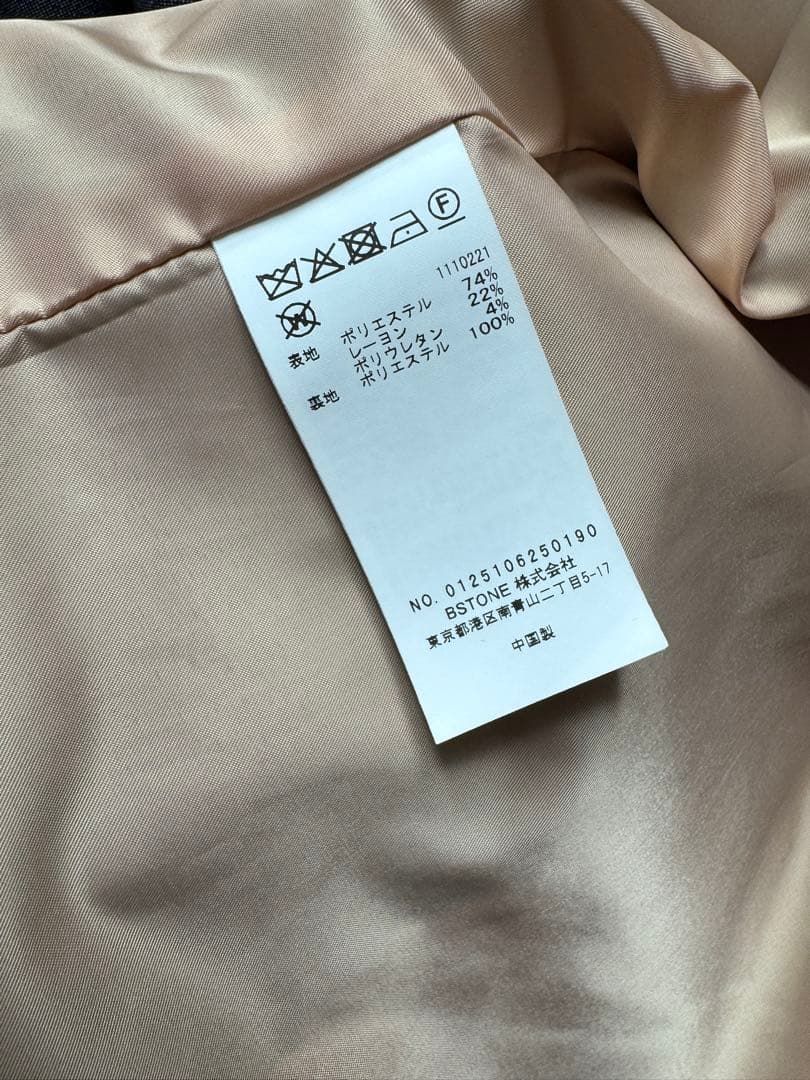 F
W
1110221
表地 ポリエステル 74%
レーヨン 22%
ポリウレタン 4%
裏地 ポリエステル 100%
NO. 0125106250190
BSTONE 株式会社
東京都港区南青山二丁目5-17
中国製